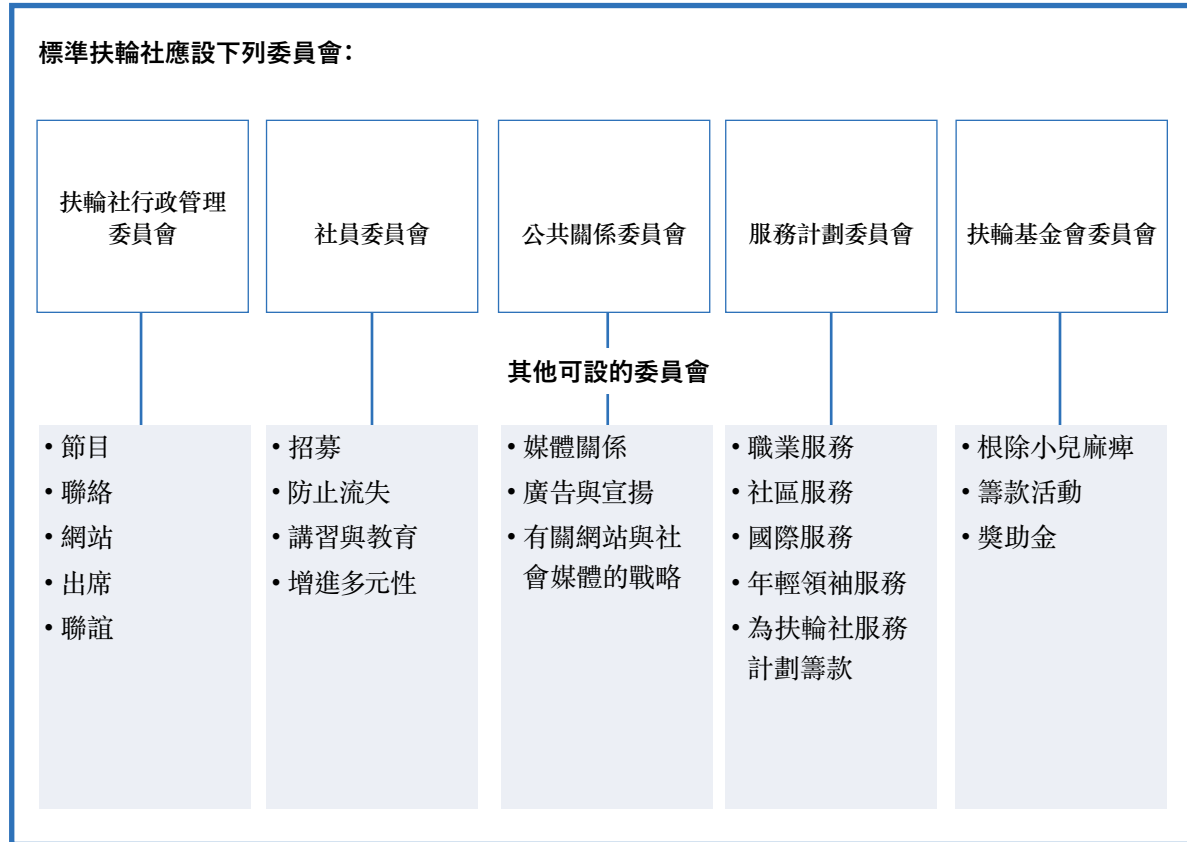 標準扶輪社應設下列委員會：
扶輪社行政管理
委員會
社員委員會
公共關係委員會
服務計劃委員會
扶輪基金會委員會
其他可設的委員會
• 節目
• 聯絡
• 網站
• 出席
• 聯誼
• 招募
• 防止流失
• 講習與教育
• 增進多元性
• 媒體關係
• 廣告與宣揚
• 有關網站與社
會媒體的戰略
• 職業服務
• 社區服務
• 國際服務
• 年輕領袖服務
• 為扶輪社服務
計劃籌款
• 根除小兒麻痺
• 籌款活動
• 獎助金